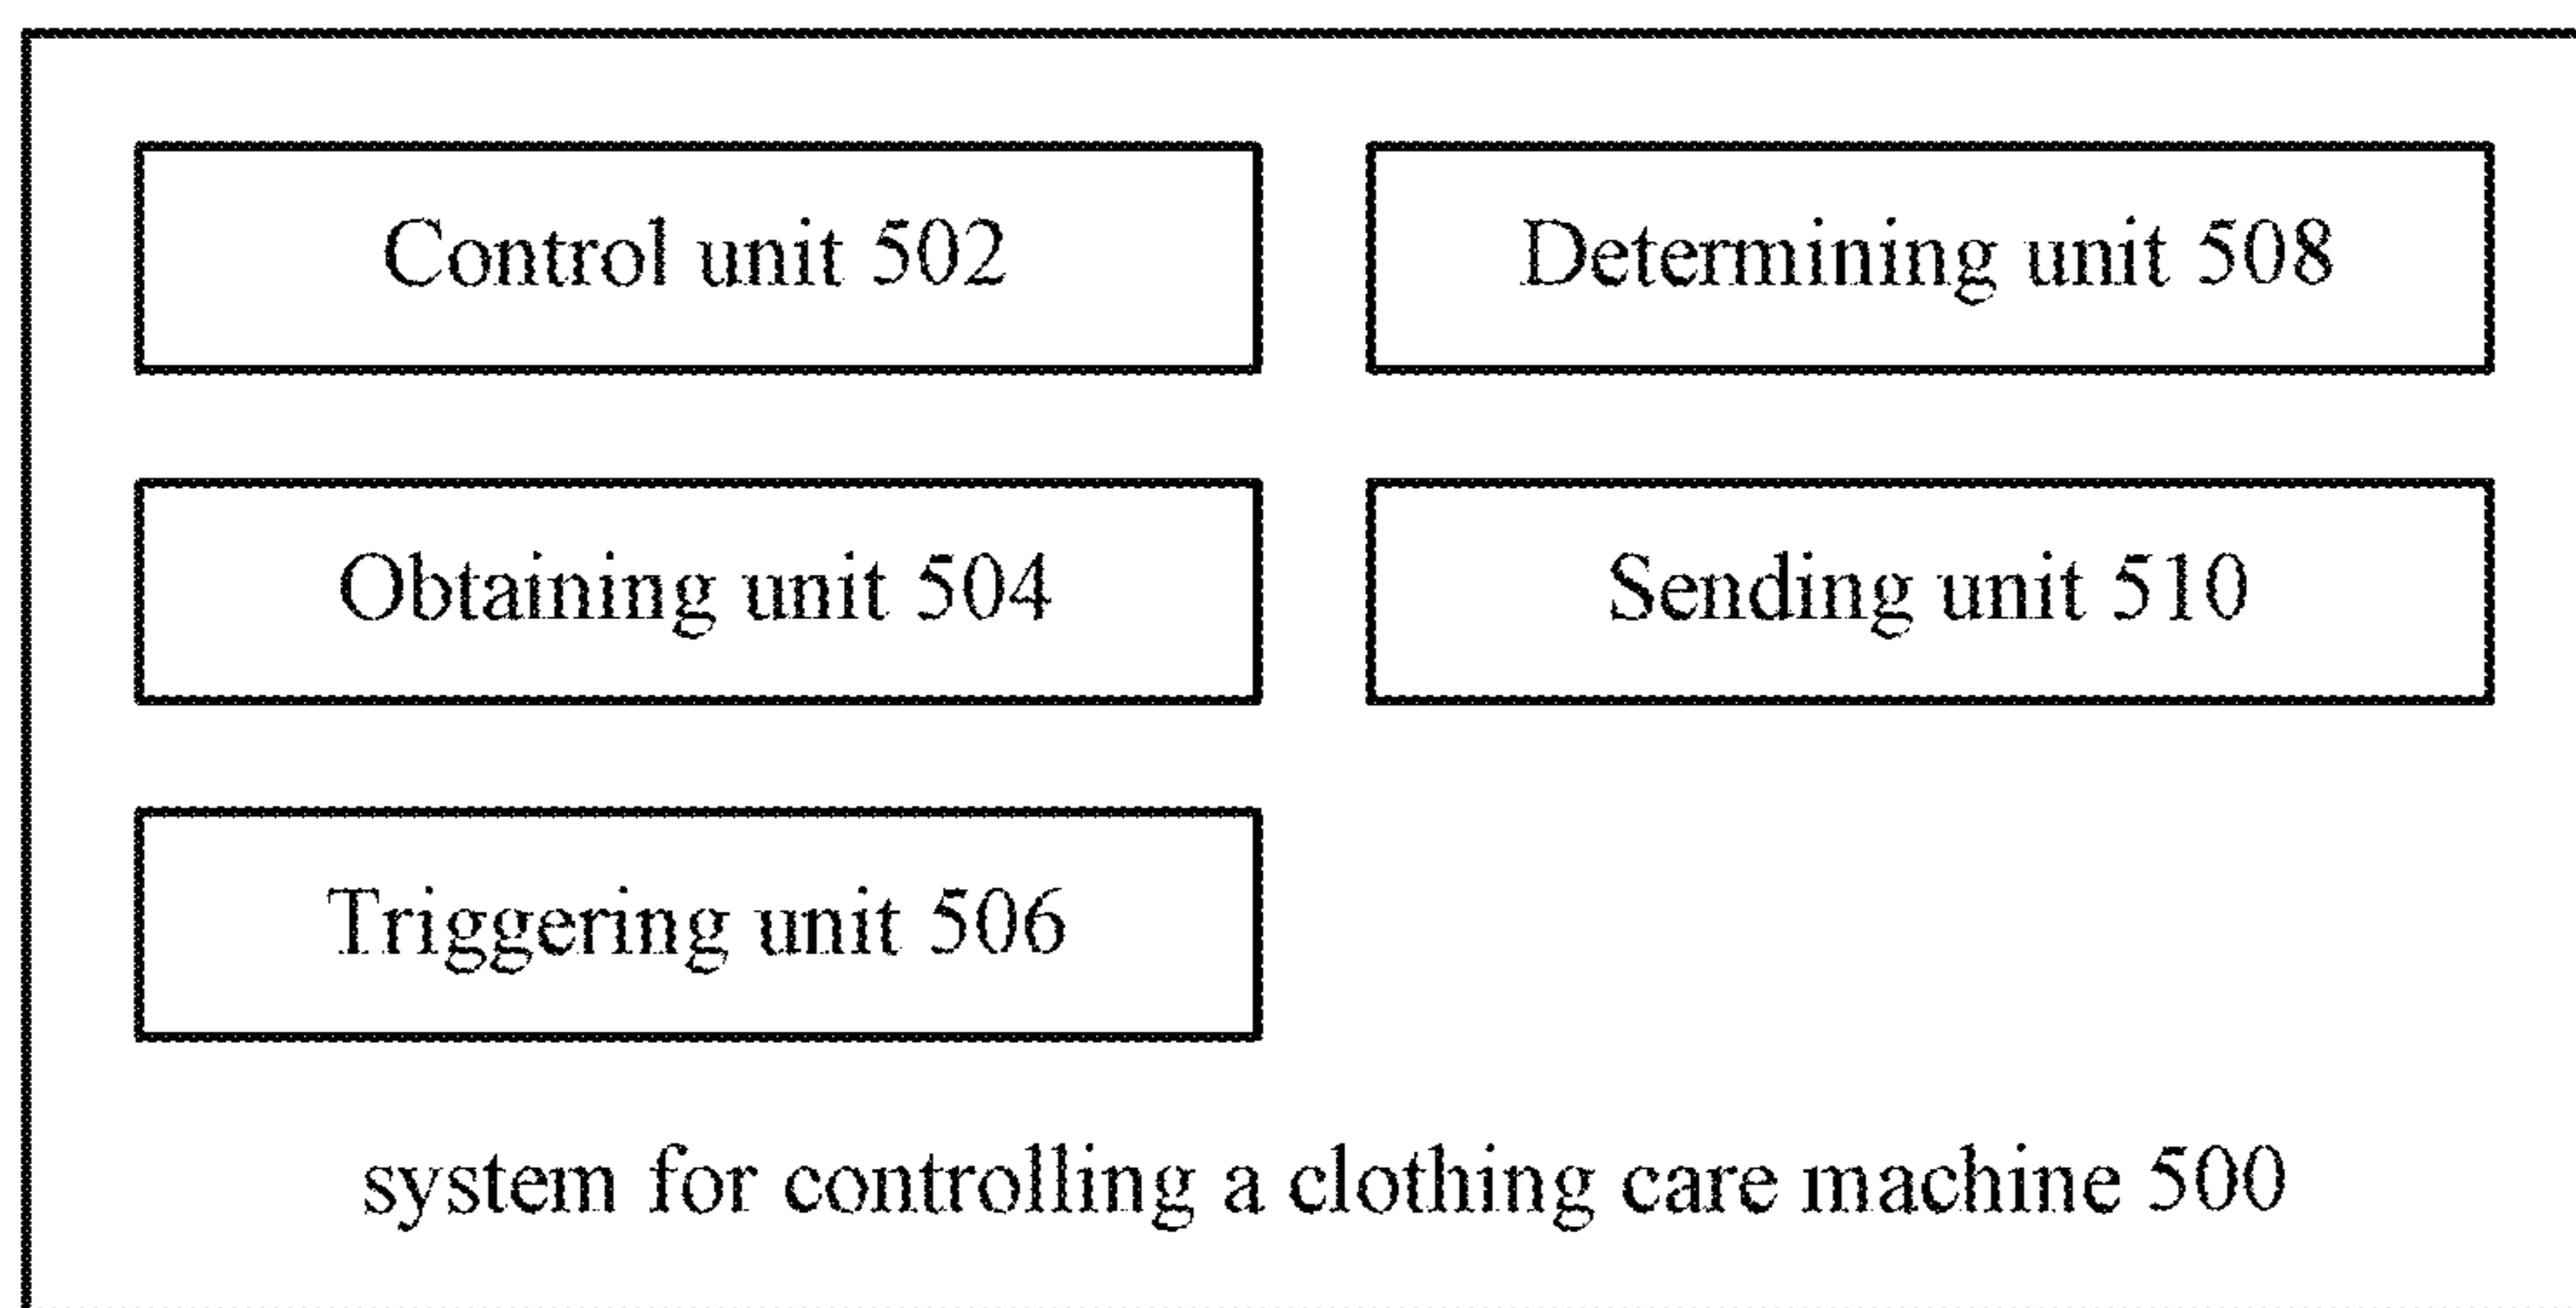 Control unit 502
Determining unit 508
Obtaining unit 504
Sending unit 510
Triggering unit 506
system for controlling a clothing care machine 500